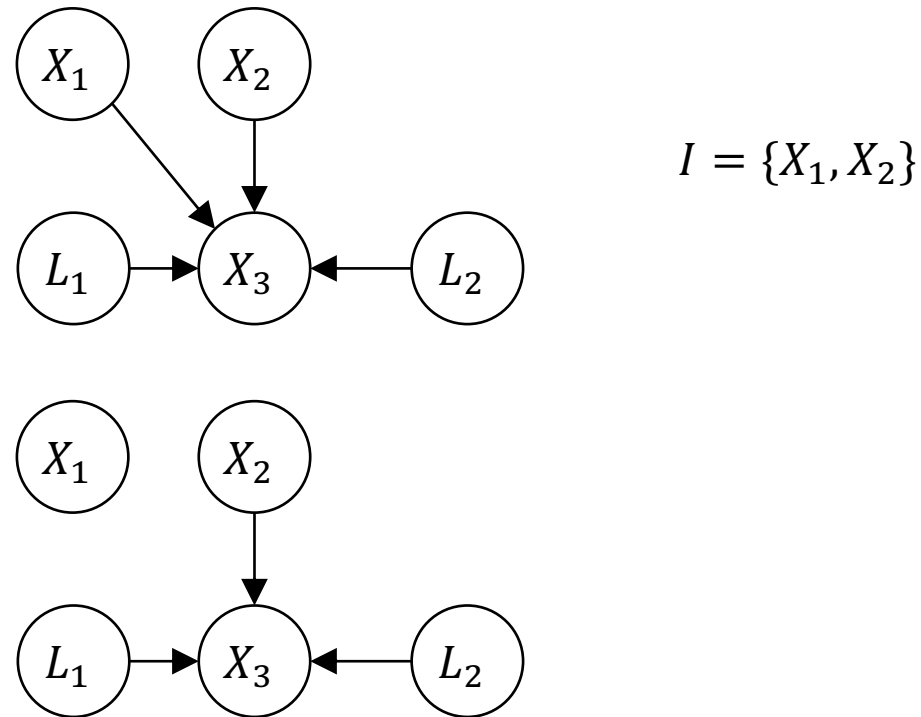 X₁ X₂
I = {X₁, X₂}
L₁ X₃ L₂
X₁ X₂
L₁ X₃ L₂